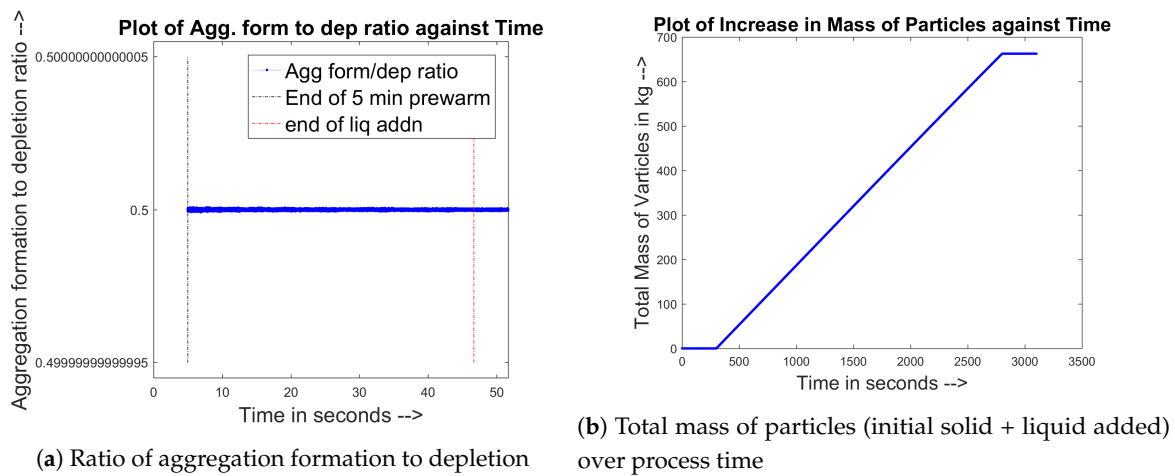 Plot of Agg. form to dep ratio against Time
Aggregation formation to depletion ratio -->
0.50000000000005
0.5
0.49999999999995
Agg form/dep ratio
End of 5 min prewarm
end of liq addn
0 10 20 30 40 50
Time in seconds -->
(a) Ratio of aggregation formation to depletion
Plot of Increase in Mass of Particles against Time
Total Mass of Varticles in kg -->
700
600
500
400
300
200
100
0
0 500 1000 1500 2000 2500 3000 3500
Time in seconds -->
(b) Total mass of particles (initial solid + liquid added)
over process time